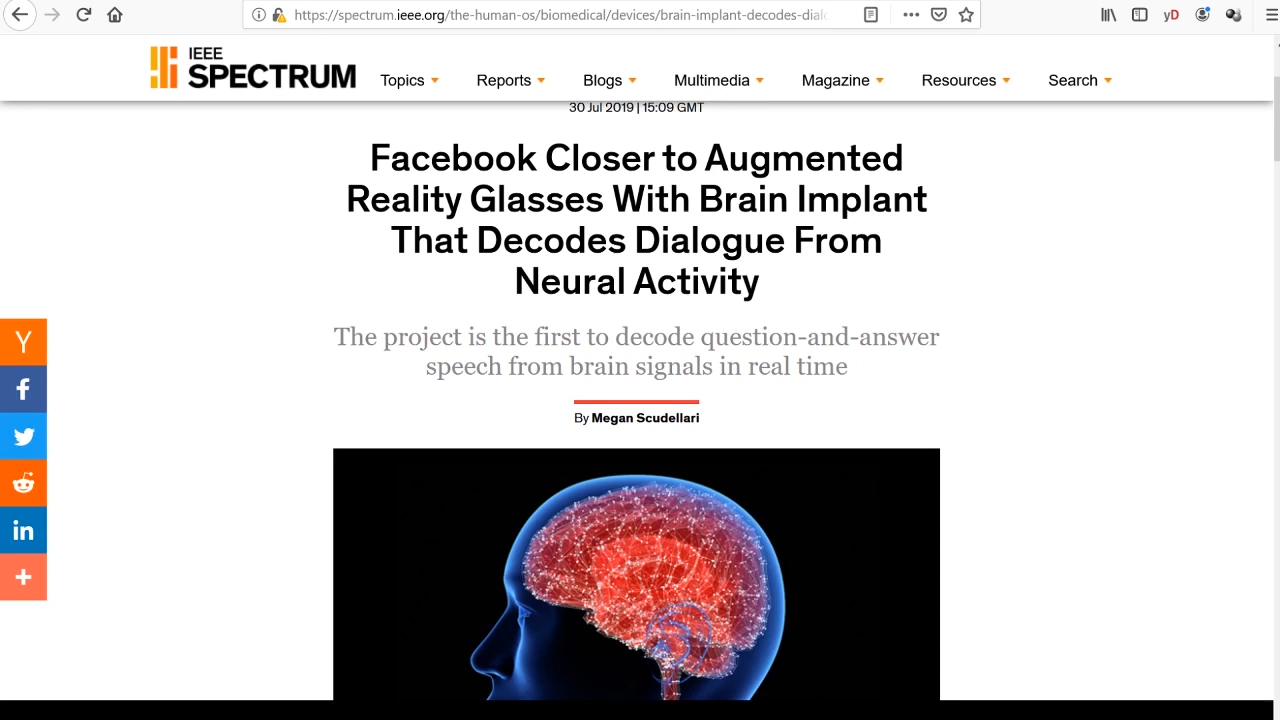 https://spectrum.ieee.org/the-human-os/biomedical/devices/brain-implant-decodes-dial
yD
IEEE
SPECTRUM
Topics Reports Blogs Multimedia Magazine Resources Search
30 Jul 2019 | 15:09 GMT
Facebook Closer to Augmented
Reality Glasses With Brain Implant
That Decodes Dialogue From
Neural Activity
The project is the first to decode question-and-answer
speech from brain signals in real time
By Megan Scudellari
Y
f
in